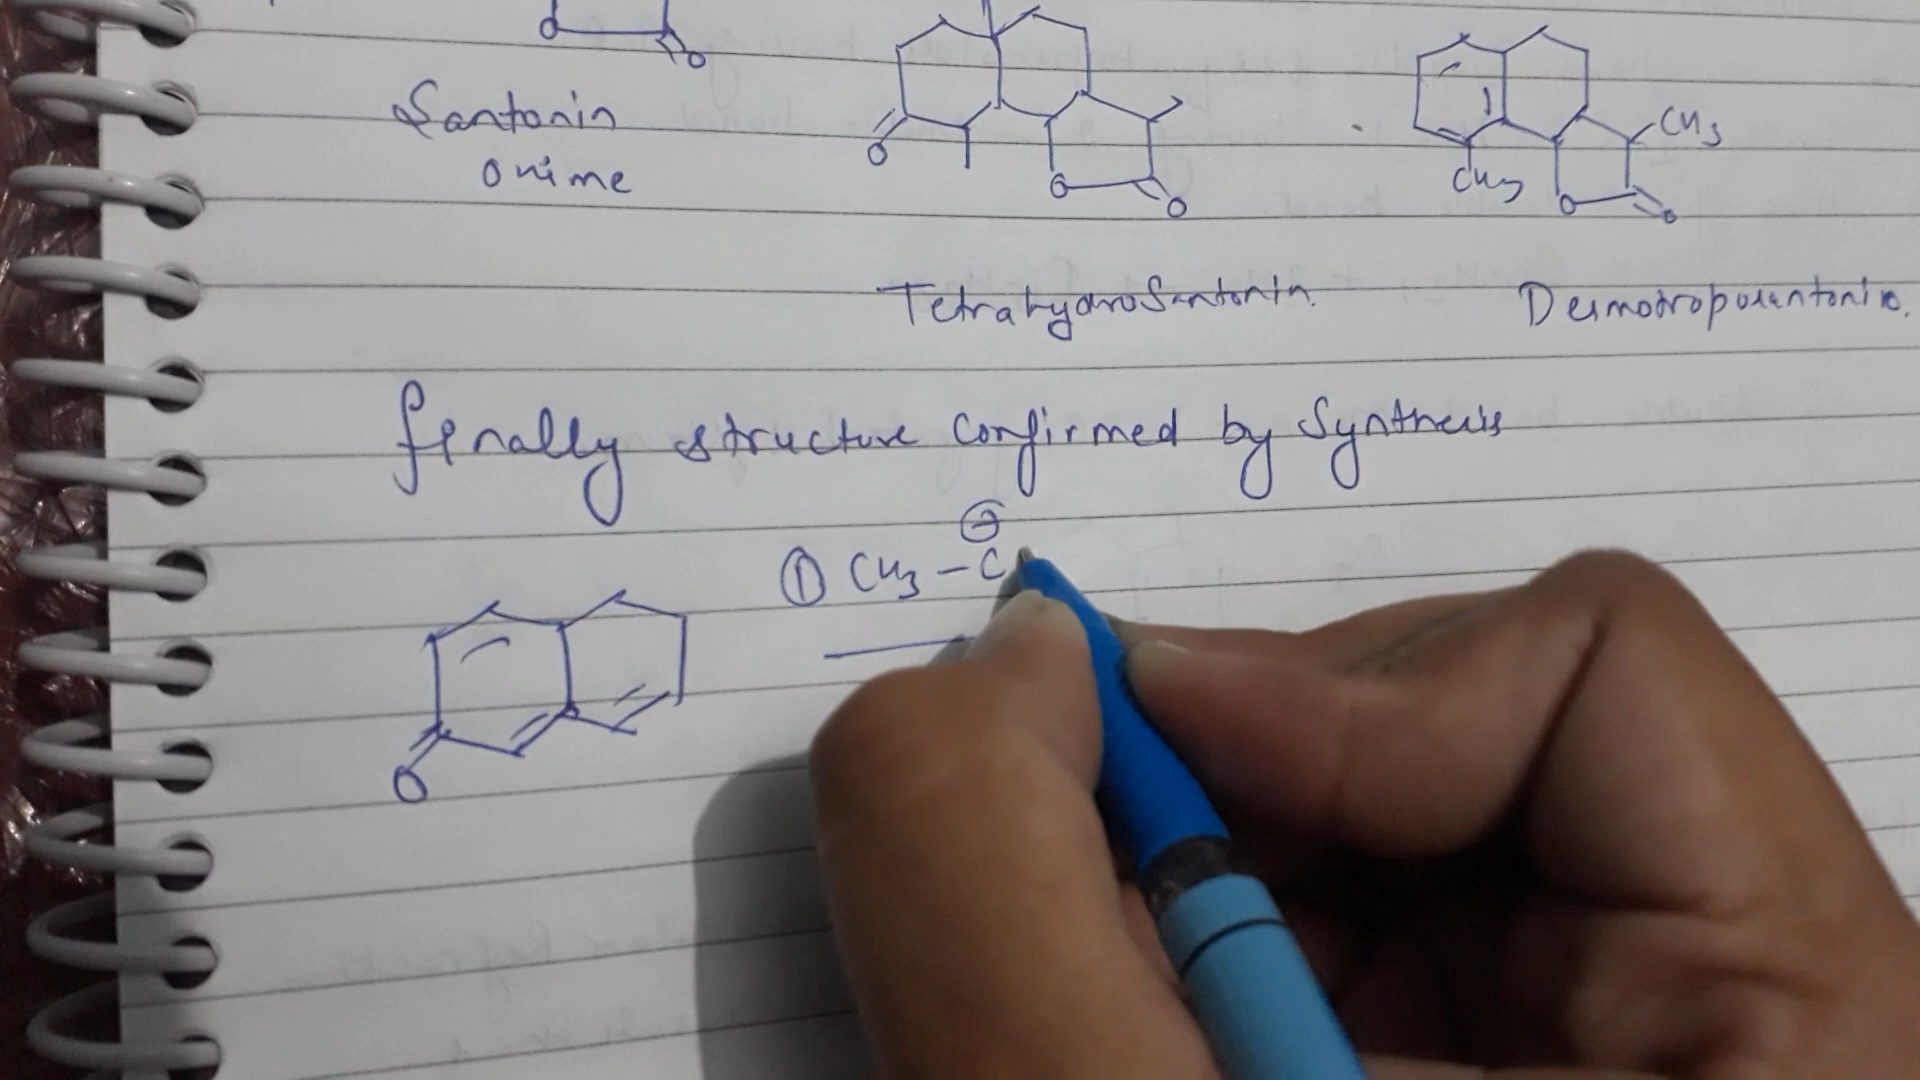 O
O
Santonin
oxime
O
O
O
Tetrahydrosantonin.
CH3
CH3
O
O
Desmotroposantonin.
finally structure confirmed by Synthesis
① CH3 - C
⊖
O